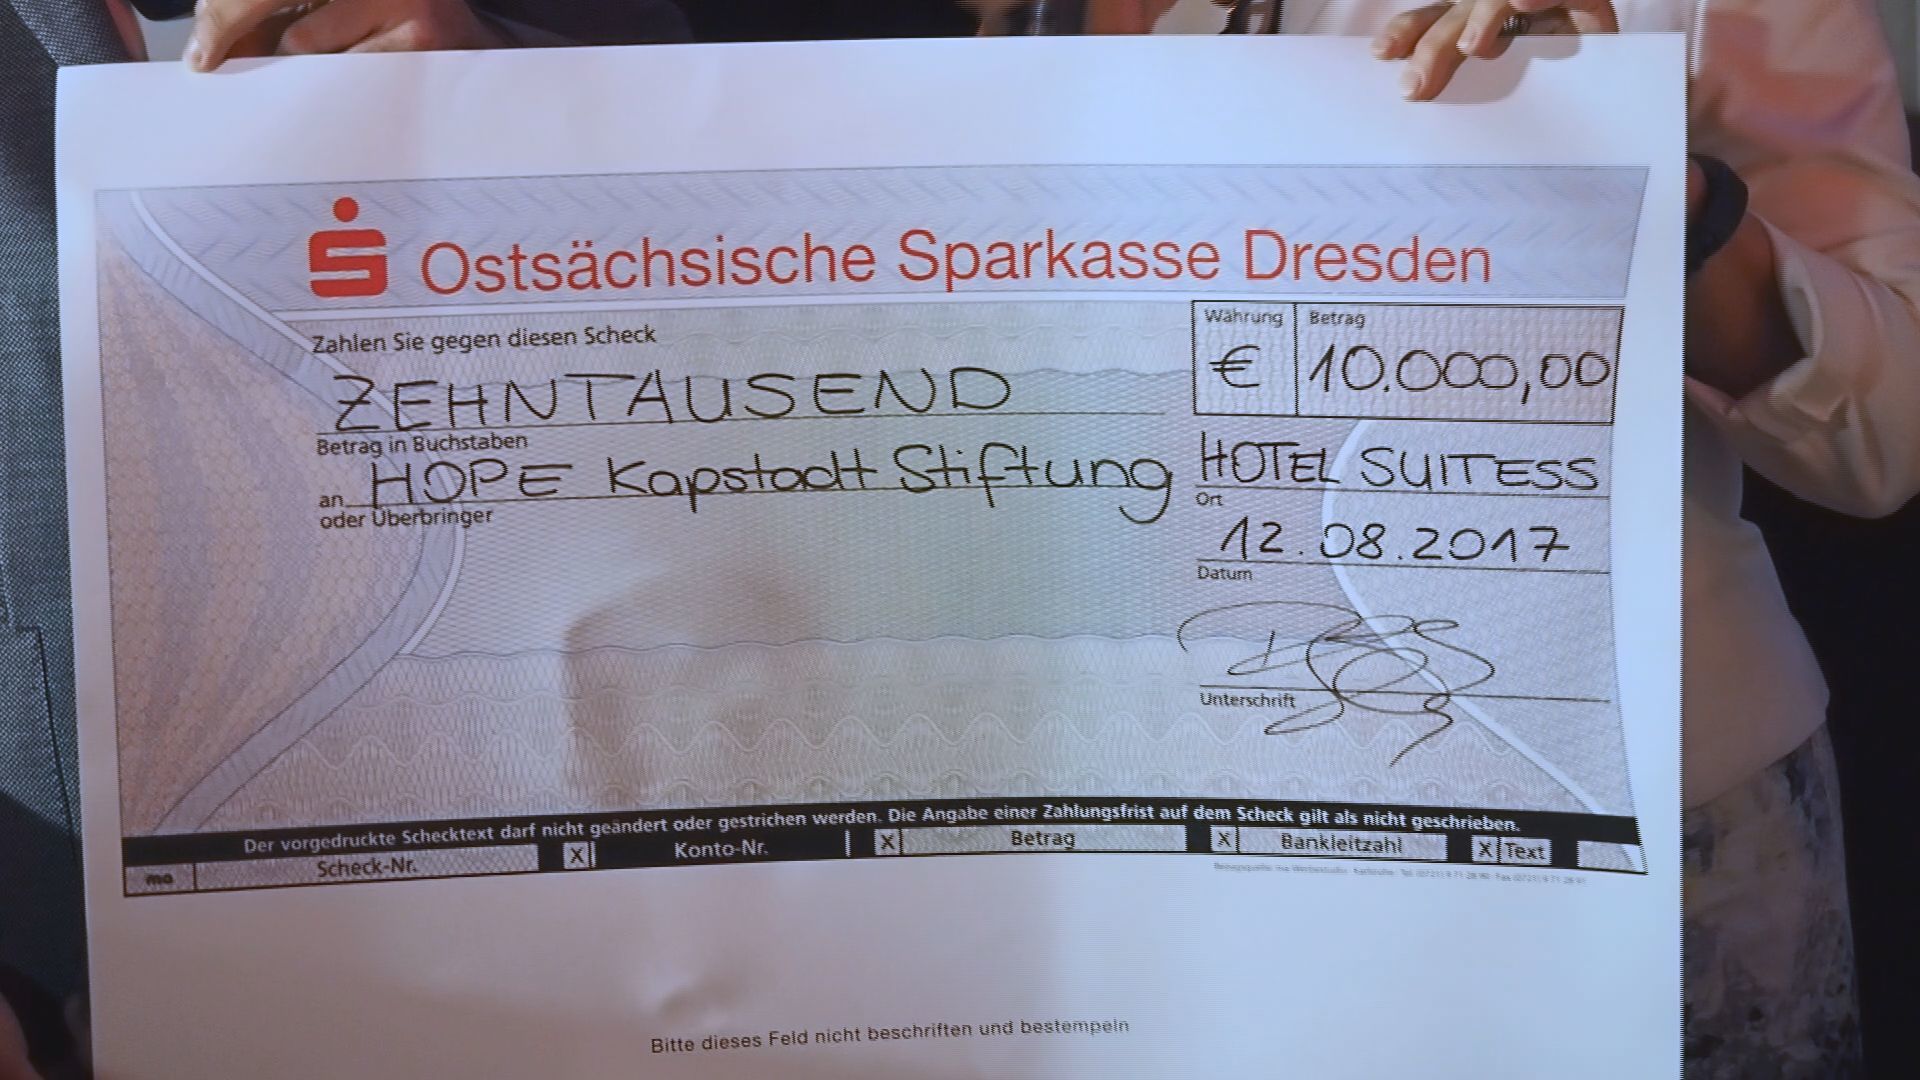 Ostsächsische Sparkasse Dresden
Zahlen Sie gegen diesen Scheck
Währung Betrag
ZEHNTAUSEND € 10.000,00
Betrag in Buchstaben
an HOPE Kapstadt Stiftung HOTEL SUITESS
oder Überbringer Ort
12.08.2017
Datum
Unterschrift
Der vorgedruckte Schecktext darf nicht geändert oder gestrichen werden. Die Angabe einer Zahlungsfrist auf dem Scheck gilt als nicht geschrieben.
Scheck-Nr. X Konto-Nr. X Betrag X Bankleitzahl X Text
Bitte dieses Feld nicht beschriften und bestempeln